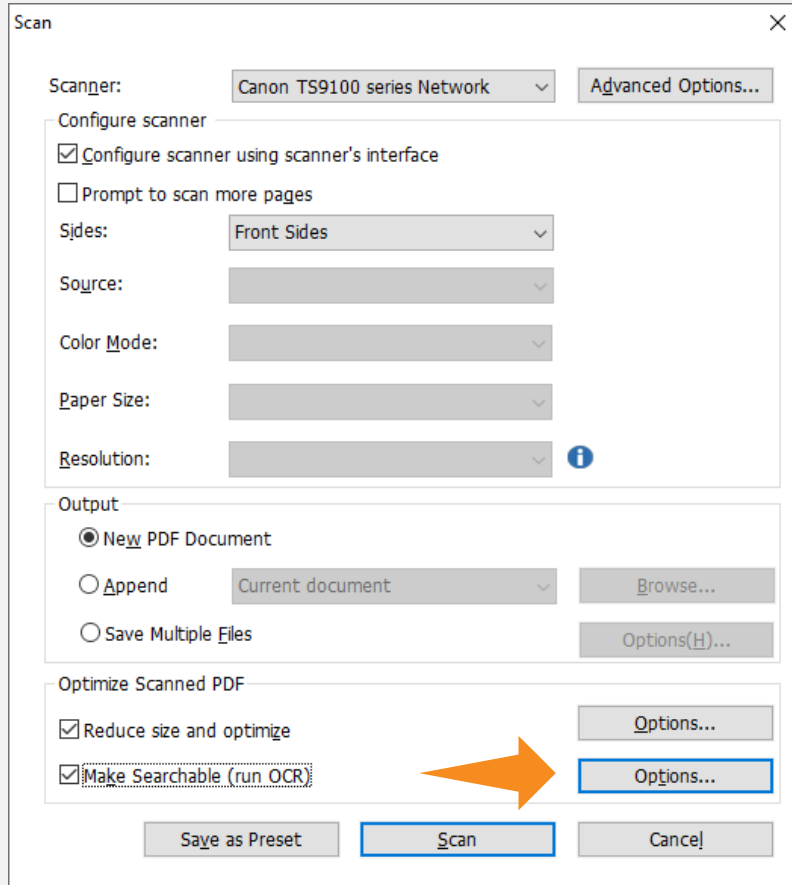 Scan
Scanner: Canon TS9100 series Network Advanced Options...
Configure scanner
Configure scanner using scanner's interface
Prompt to scan more pages
Sides: Front Sides
Source:
Color Mode:
Paper Size:
Resolution:
Output
New PDF Document
Append Current document Browse...
Save Multiple Files Options(H)...
Optimize Scanned PDF
Reduce size and optimize Options...
Make Searchable (run OCR) Options...
Save as Preset Scan Cancel